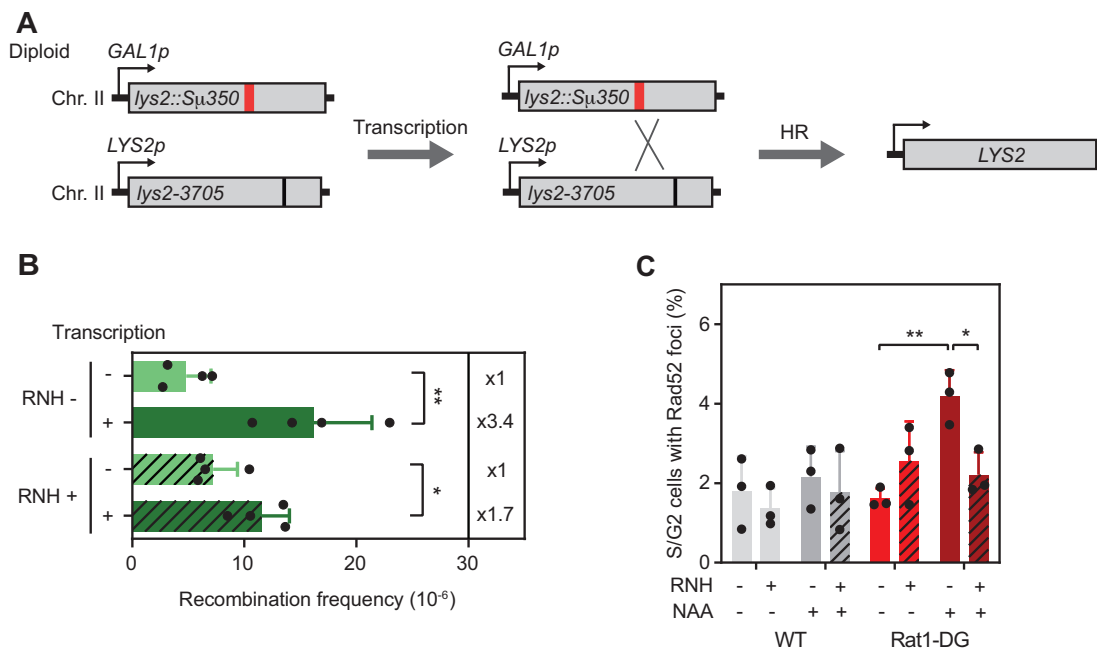 A
Diploid
GAL1p
GAL1p
Chr. II
lys2::Sμ350
lys2::Sμ350
Transcription
HR
LYS2p
LYS2p
LYS2
Chr. II
lys2-3705
lys2-3705
B
Transcription
RNH -
-
x1
+
x3.4
**
RNH +
-
x1
+
x1.7
*
0
10
20
30
Recombination frequency (10⁻⁶)
C
S/G2 cells with Rad52 foci (%)
6
4
2
0
**
*
RNH - + - + - + - +
NAA - - + + - - + +
WT Rat1-DG